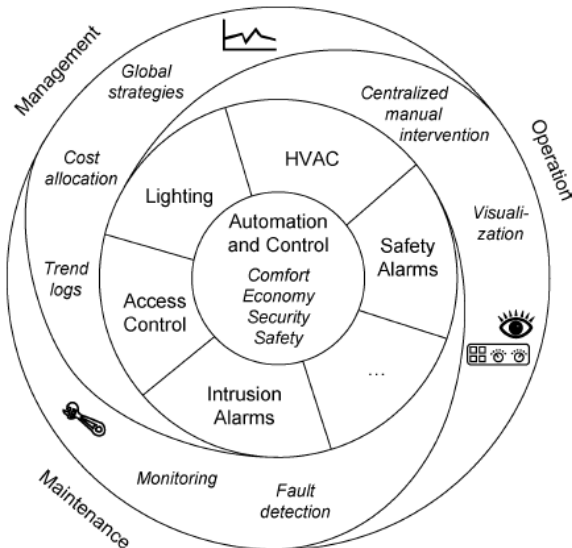 Management
Global
strategies
Cost
allocation
Trend
logs
Centralized
manual
intervention
Operation
Visuali-
zation
HVAC
Lighting
Safety
Alarms
Access
Control
Intrusion
Alarms
...
Automation
and Control
Comfort
Economy
Security
Safety
Maintenance
Monitoring
Fault
detection